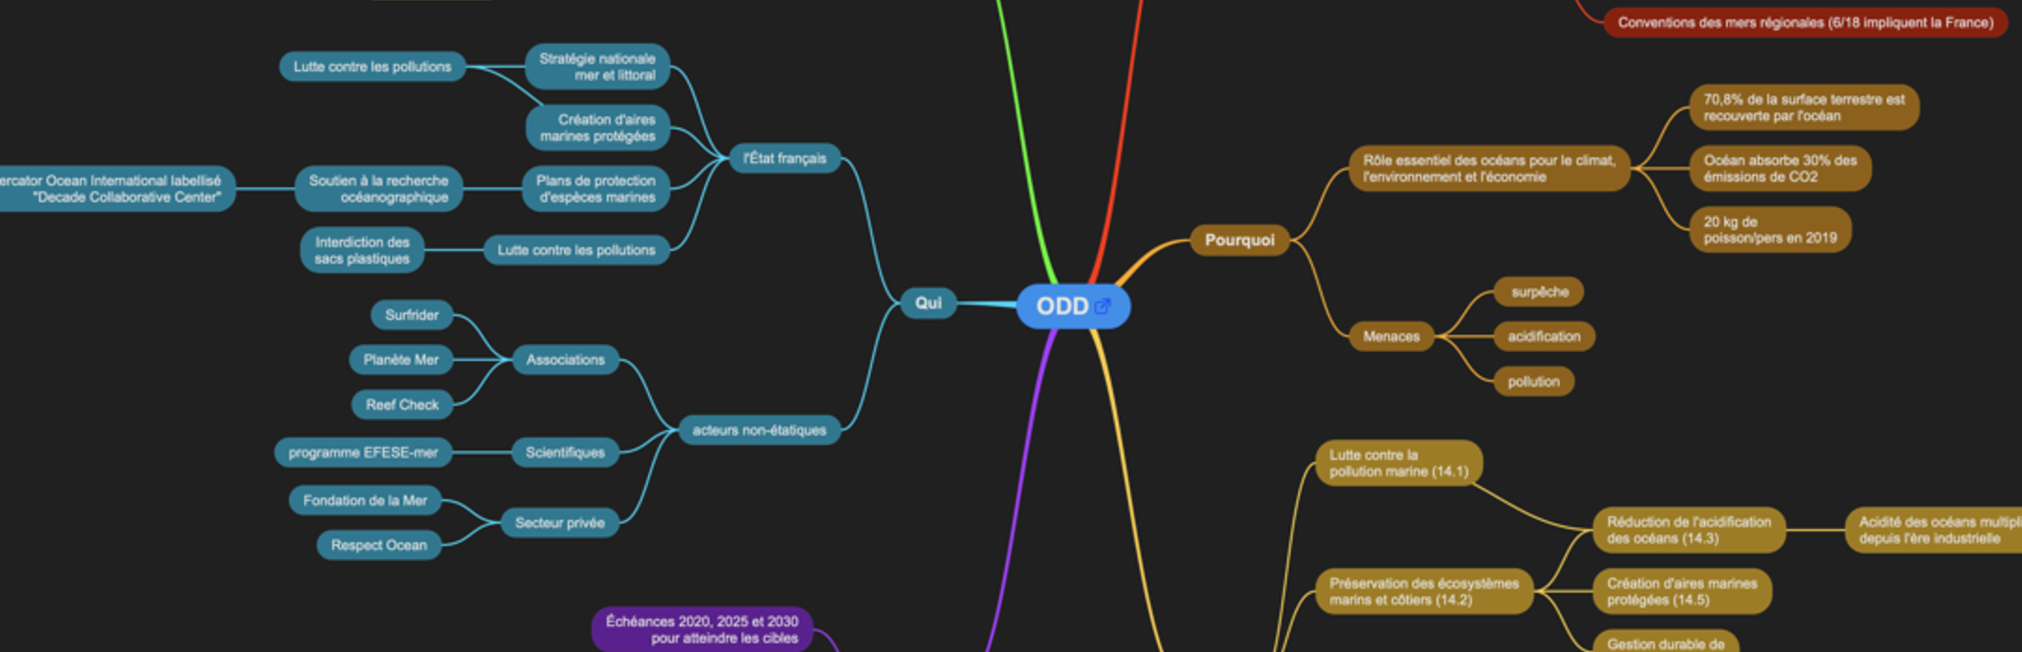 Conventions des mers régionales (6/18 impliquent la France)
Lutte contre les pollutions
Stratégie nationale
mer et littoral
Création d'aires
marines protégées
l'État français
ercator Ocean International labellisé
"Decade Collaborative Center"
Soutien à la recherche
océanographique
Plans de protection
d'espèces marines
Interdiction des
sacs plastiques
Lutte contre les pollutions
Qui
Surfrider
Planète Mer
Reef Check
Associations
acteurs non-étatiques
programme EFESE-mer
Scientifiques
Fondation de la Mer
Respect Ocean
Secteur privée
ODD
Pourquoi
Rôle essentiel des océans pour le climat,
l'environnement et l'économie
70,8% de la surface terrestre est
recouverte par l'océan
Océan absorbe 30% des
émissions de CO2
20 kg de
poisson/pers en 2019
Menaces
surpêche
acidification
pollution
Lutte contre la
pollution marine (14.1)
Réduction de l'acidification
des océans (14.3)
Acidité des océans multipli
depuis l'ère industrielle
Préservation des écosystèmes
marins et côtiers (14.2)
Création d'aires marines
protégées (14.5)
Gestion durable de
Échéances 2020, 2025 et 2030
pour atteindre les cibles